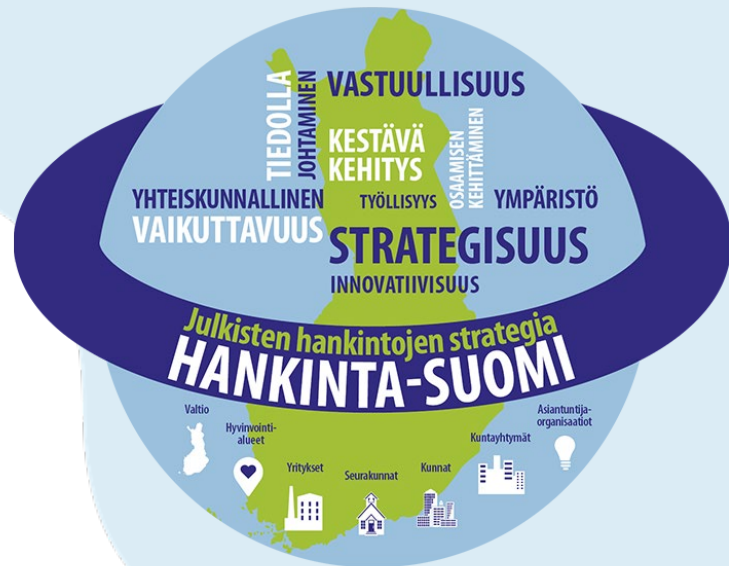 TIEDOLLA
JOHTAMINEN
VASTUULLISUUS
KESTÄVÄ
KEHITYS
OSAAMISEN
KEHITTÄMINEN
YHTEISKUNNALLINEN
VAIKUTTAVUUS
TYÖLLISYYS
YMPÄRISTÖ
STRATEGISUUS
INNOVATIIVISUUS
Julkisten hankintojen strategia
HANKINTA-SUOMI
Valtio
Hyvinvointi-
alueet
Yritykset
Seurakunnat
Kunnat
Kuntayhtymät
Asiantuntija-
organisaatiot